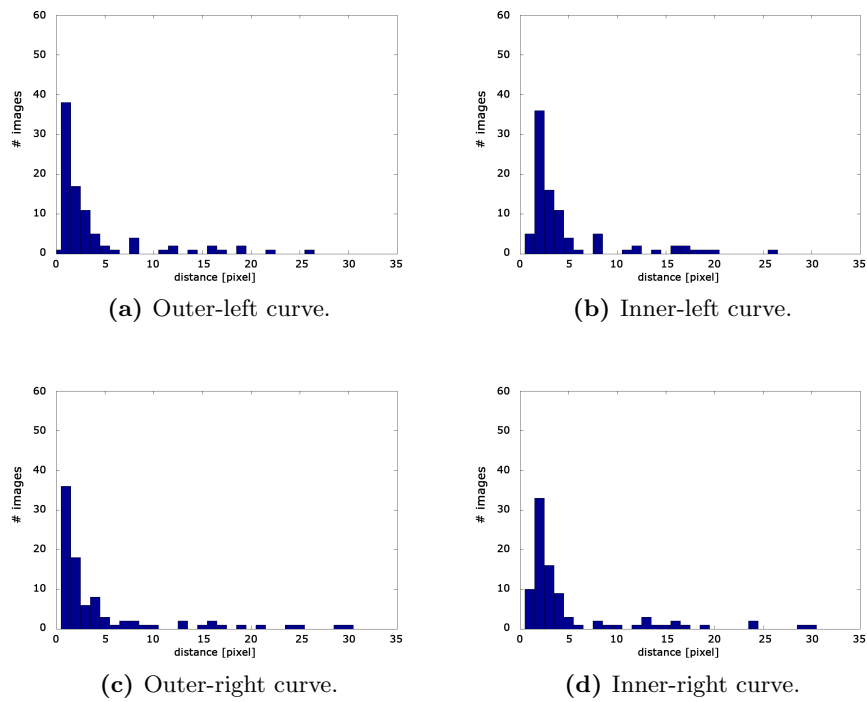 60
50
40
30
20
10
0
# images
0 5 10 15 20 25 30 35
distance [pixel]
(a) Outer-left curve.
60
50
40
30
20
10
0
# images
0 5 10 15 20 25 30 35
distance [pixel]
(b) Inner-left curve.
60
50
40
30
20
10
0
# images
0 5 10 15 20 25 30 35
distance [pixel]
(c) Outer-right curve.
60
50
40
30
20
10
0
# images
0 5 10 15 20 25 30 35
distance [pixel]
(d) Inner-right curve.